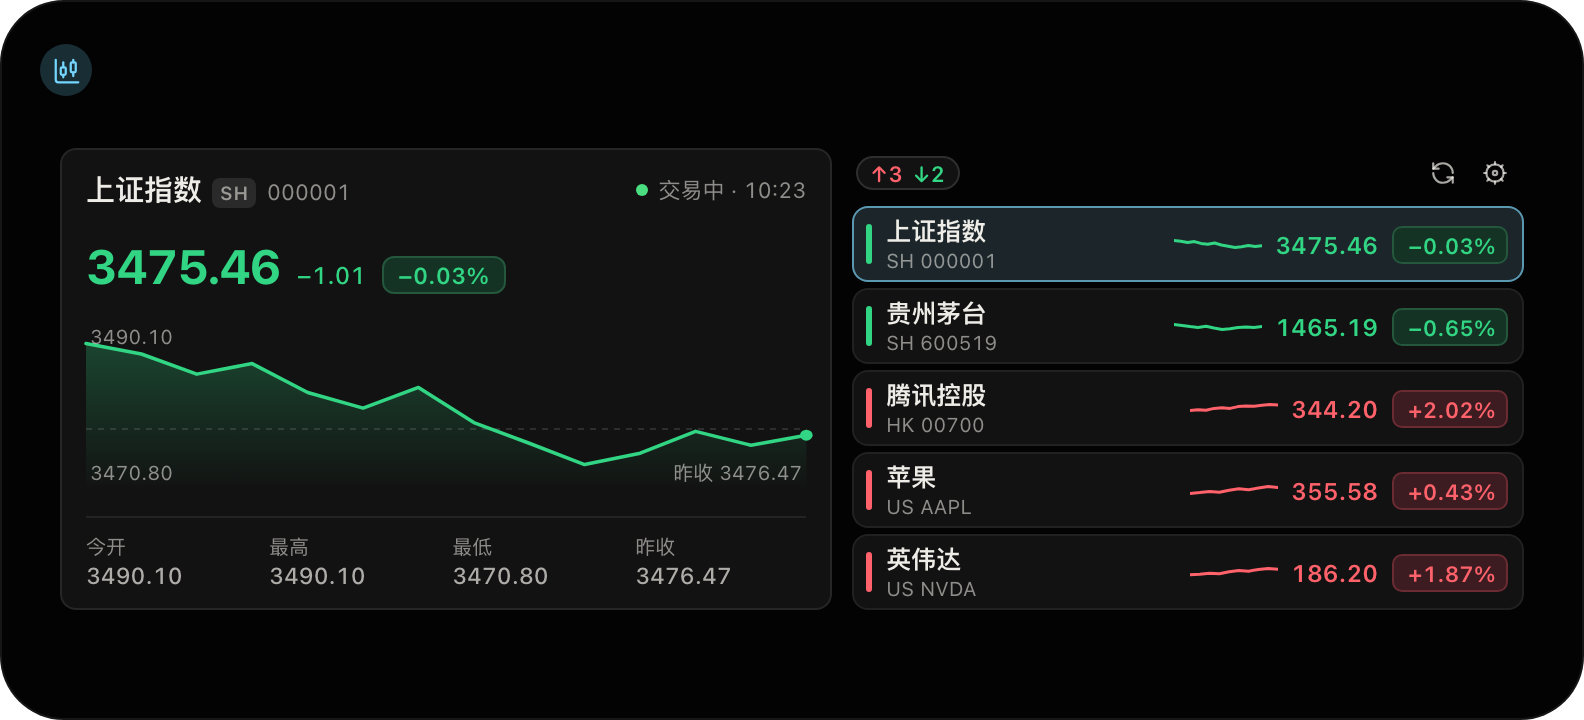 上证指数 SH 000001
交易中 · 10:23
3475.46 −1.01 −0.03%
3490.10
3470.80
昨收 3476.47
今开 最高 最低 昨收
3490.10 3490.10 3470.80 3476.47
↑3 ↓2
上证指数
SH 000001
3475.46 −0.03%
贵州茅台
SH 600519
1465.19 −0.65%
腾讯控股
HK 00700
344.20 +2.02%
苹果
US AAPL
355.58 +0.43%
英伟达
US NVDA
186.20 +1.87%